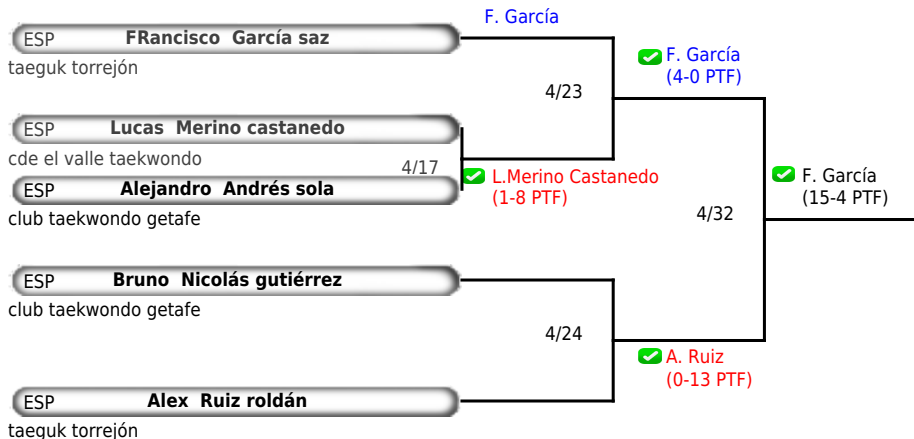 F. García
ESP FRancisco García saz
taeguk torrejón
F. García
(4-0 PTF)
4/23
ESP Lucas Merino castanedo
cde el valle taekwondo
4/17
ESP Alejandro Andrés sola
club taekwondo getafe
L.Merino Castanedo
(1-8 PTF)
F. García
(15-4 PTF)
4/32
ESP Bruno Nicolás gutiérrez
club taekwondo getafe
4/24
A. Ruiz
(0-13 PTF)
ESP Alex Ruiz roldán
taeguk torrejón